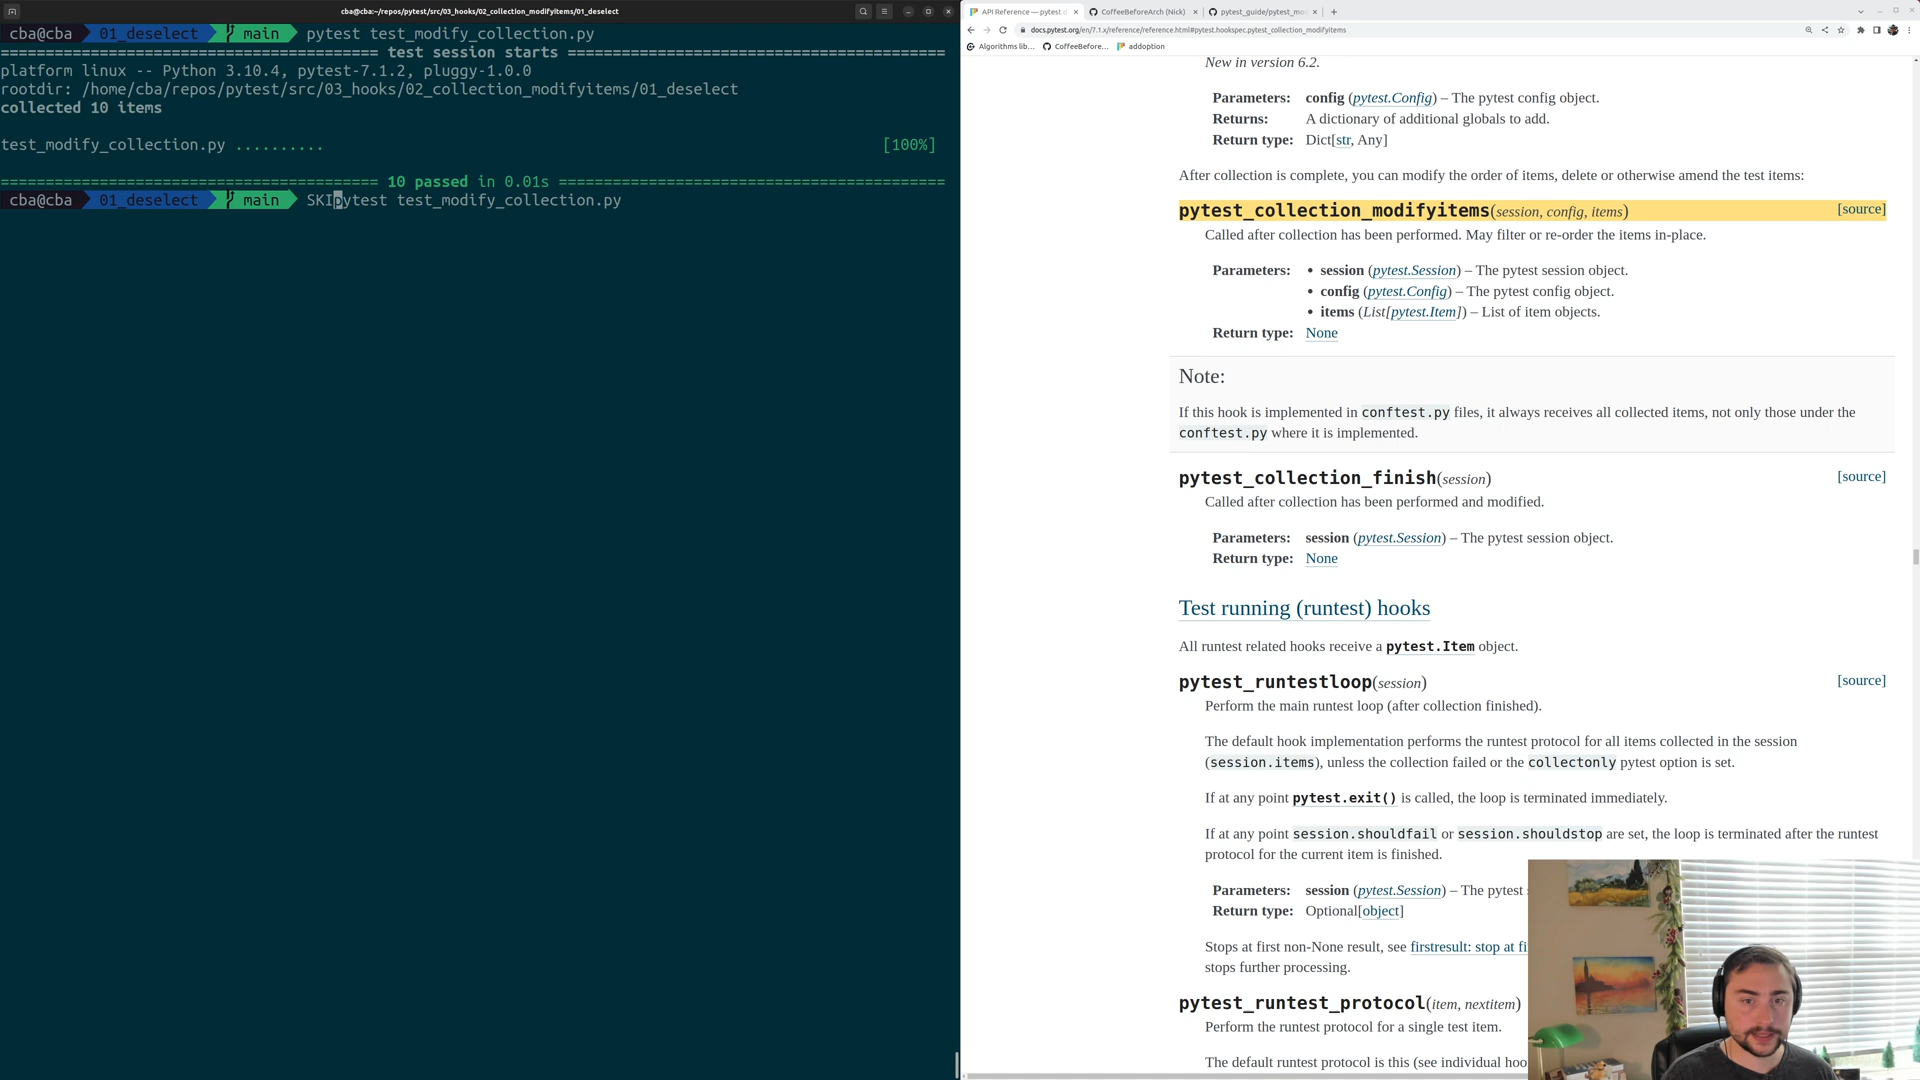 cba@cba:~/repos/pytest/src/03_hooks/02_collection_modifyitems/01_deselect
cba@cba 01_deselect main pytest test_modify_collection.py
========================================== test session starts ==========================================
platform linux -- Python 3.10.4, pytest-7.1.2, pluggy-1.0.0
rootdir: /home/cba/repos/pytest/src/03_hooks/02_collection_modifyitems/01_deselect
collected 10 items
test_modify_collection.py .......... [100%]
========================================== 10 passed in 0.01s ===========================================
cba@cba 01_deselect main SKIpytest test_modify_collection.py
API Reference — pytest d
CoffeeBeforeArch (Nick)
pytest_guide/pytest_mo
docs.pytest.org/en/7.1.x/reference/reference.html#pytest.hookspec.pytest_collection_modifyitems
Algorithms lib... CoffeeBefore... addoption
New in version 6.2.
Parameters: config (pytest.Config) – The pytest config object.
Returns: A dictionary of additional globals to add.
Return type: Dict[str, Any]
After collection is complete, you can modify the order of items, delete or otherwise amend the test items:
pytest_collection_modifyitems(session, config, items) [source]
Called after collection has been performed. May filter or re-order the items in-place.
Parameters: • session (pytest.Session) – The pytest session object.
• config (pytest.Config) – The pytest config object.
• items (List[pytest.Item]) – List of item objects.
Return type: None
Note:
If this hook is implemented in conftest.py files, it always receives all collected items, not only those under the
conftest.py where it is implemented.
pytest_collection_finish(session) [source]
Called after collection has been performed and modified.
Parameters: session (pytest.Session) – The pytest session object.
Return type: None
Test running (runtest) hooks
All runtest related hooks receive a pytest.Item object.
pytest_runtestloop(session) [source]
Perform the main runtest loop (after collection finished).
The default hook implementation performs the runtest protocol for all items collected in the session
(session.items), unless the collection failed or the collectonly pytest option is set.
If at any point pytest.exit() is called, the loop is terminated immediately.
If at any point session.shouldfail or session.shouldstop are set, the loop is terminated after the runtest
protocol for the current item is finished.
Parameters: session (pytest.Session) – The pytest
Return type: Optional[object]
Stops at first non-None result, see firstresult: stop at fi
stops further processing.
pytest_runtest_protocol(item, nextitem)
Perform the runtest protocol for a single test item.
The default runtest protocol is this (see individual hoo